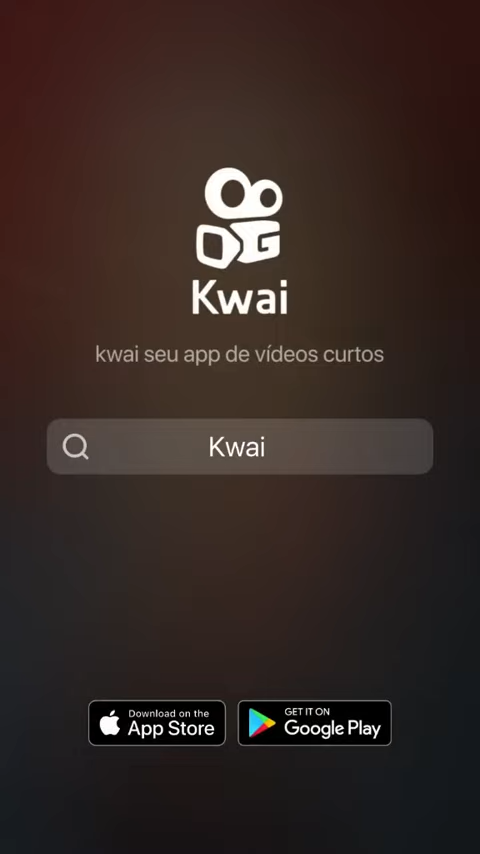 Kwai
kwai seu app de vídeos curtos
Kwai
Download on the
App Store
GET IT ON
Google Play